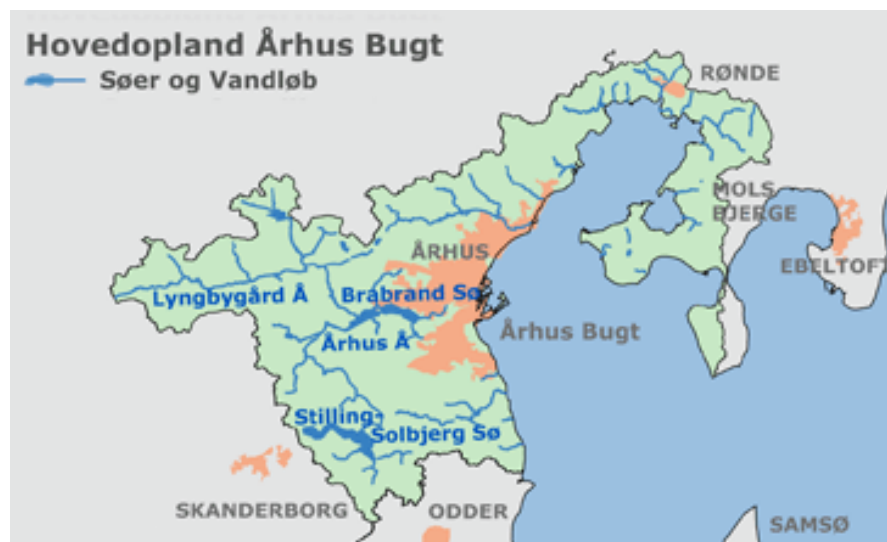 Hovedopland Århus Bugt
Søer og Vandløb
RØNDE
MOLS
BJERGE
ÅRHUS
EBELTOFT
Lyngbygård Å
Brabrand Sø
Århus Å
Århus Bugt
Stilling-
Solbjerg Sø
SKANDERBORG
ODDER
SAMSØ